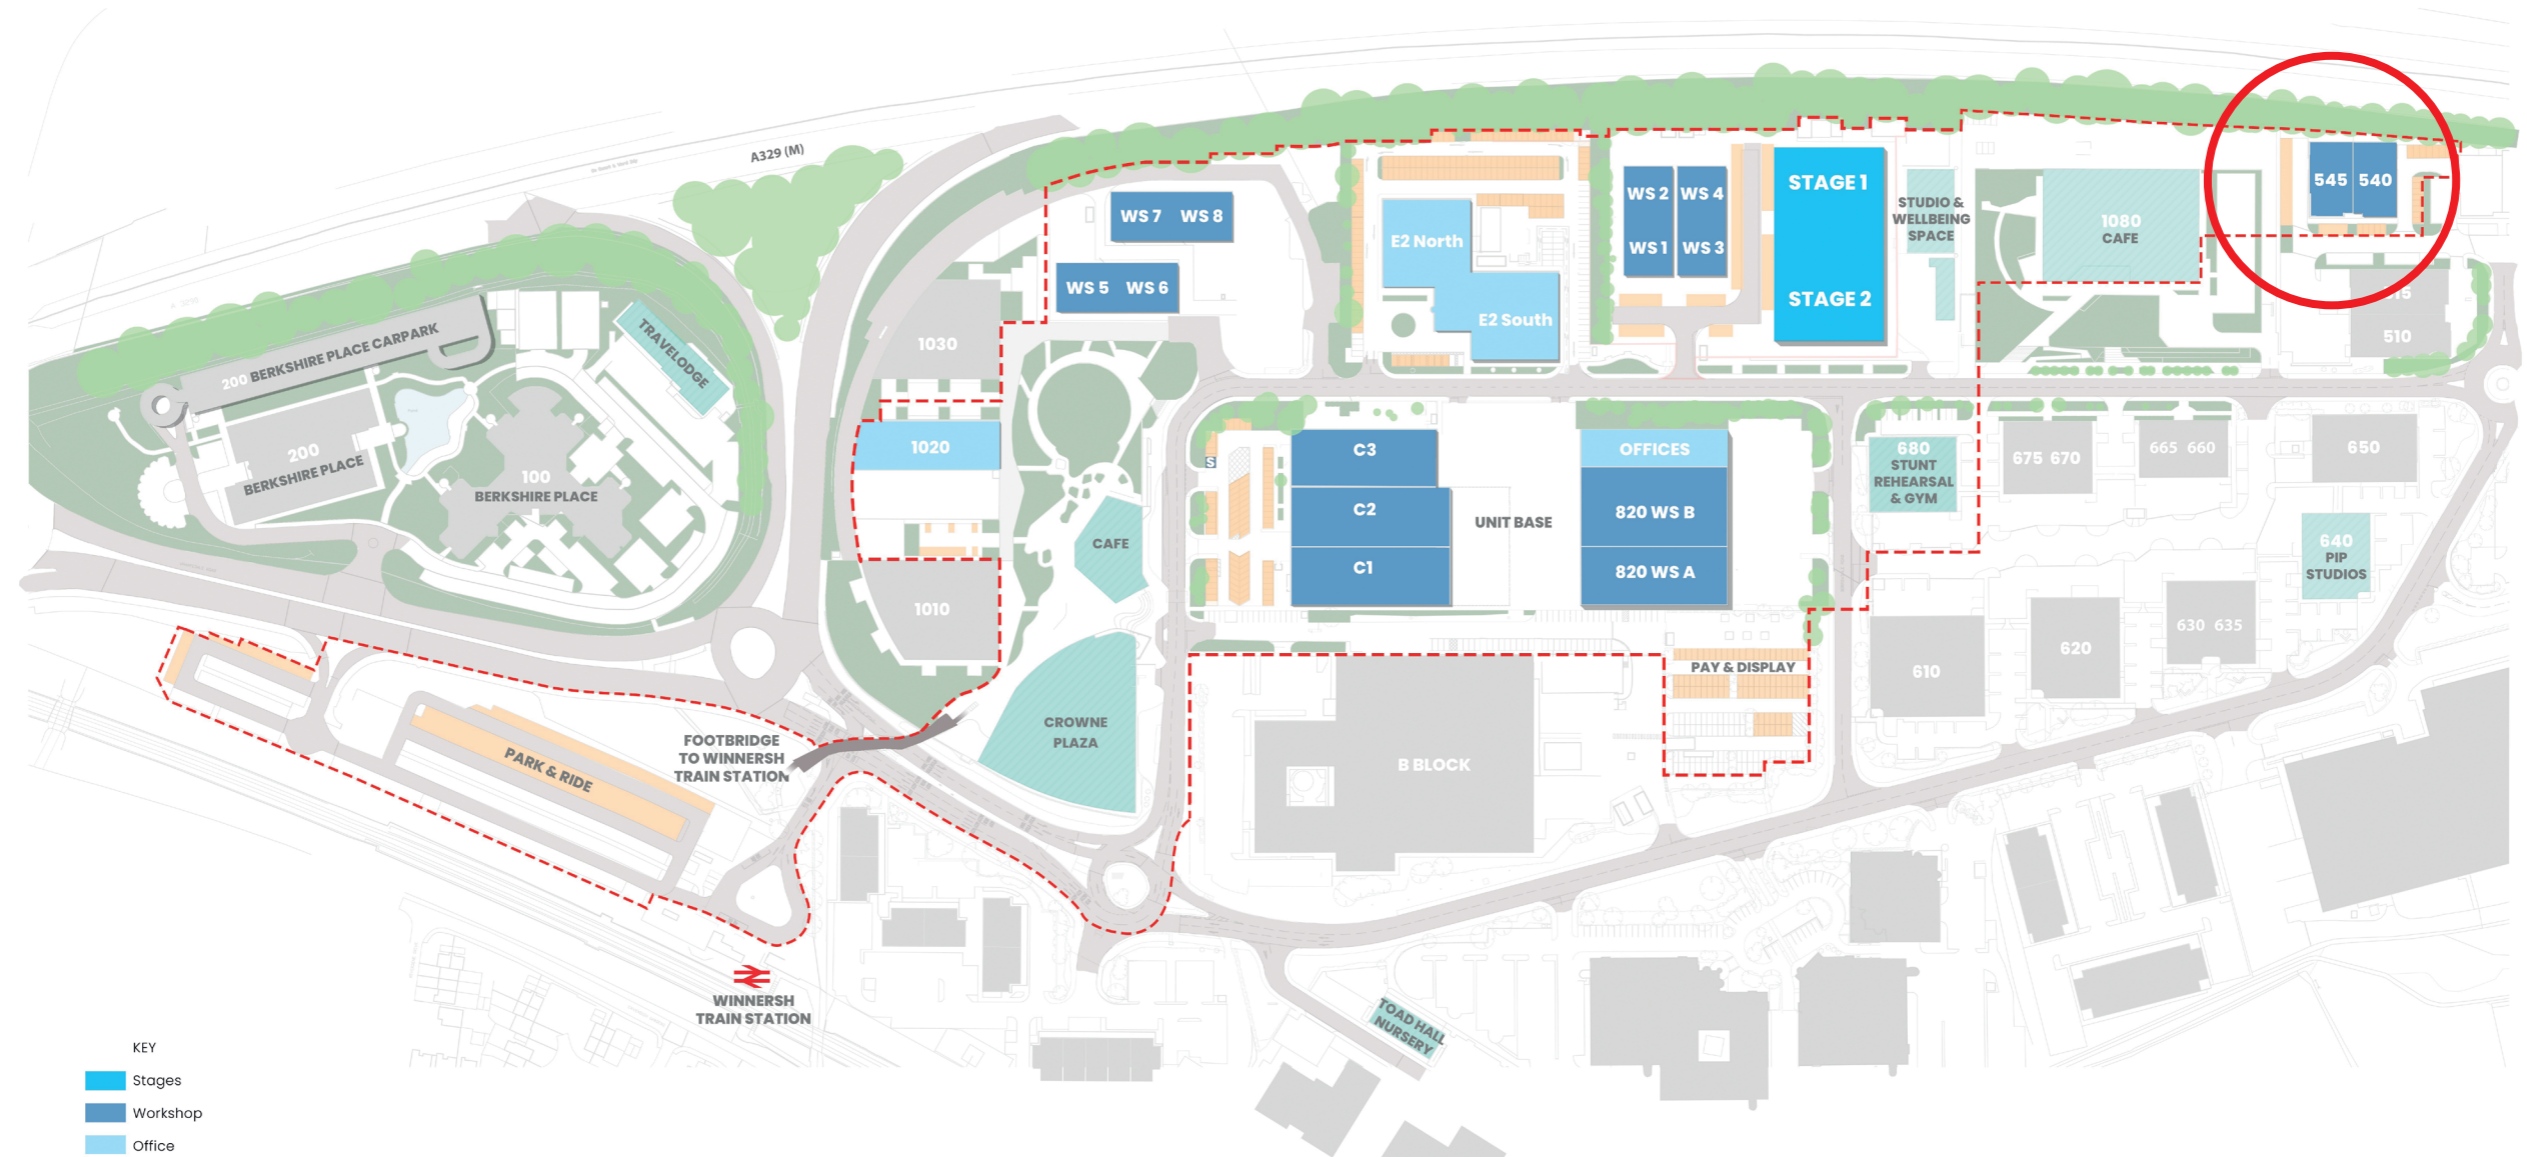 A329 (M)
WS 7 WS 8
WS 5 WS 6
E2 North
E2 South
WS 2 WS 4
WS 1 WS 3
STAGE 1
STAGE 2
STUDIO &
WELLBEING
SPACE
1080
CAFE
545 540
510
200 BERKSHIRE PLACE CARPARK
TRAVELODGE
200
BERKSHIRE PLACE
100
BERKSHIRE PLACE
1030
1020
1010
CAFE
CROWNE
PLAZA
C3
C2
C1
UNIT BASE
OFFICES
820 WS B
820 WS A
S
680
STUNT
REHEARSAL
& GYM
675 670
665 660
650
640
PIP
STUDIOS
630 635
620
610
PAY & DISPLAY
B BLOCK
FOOTBRIDGE
TO WINNERSH
TRAIN STATION
PARK & RIDE
WINNERSH
TRAIN STATION
TOAD HALL
NURSERY
KEY
Stages
Workshop
Office